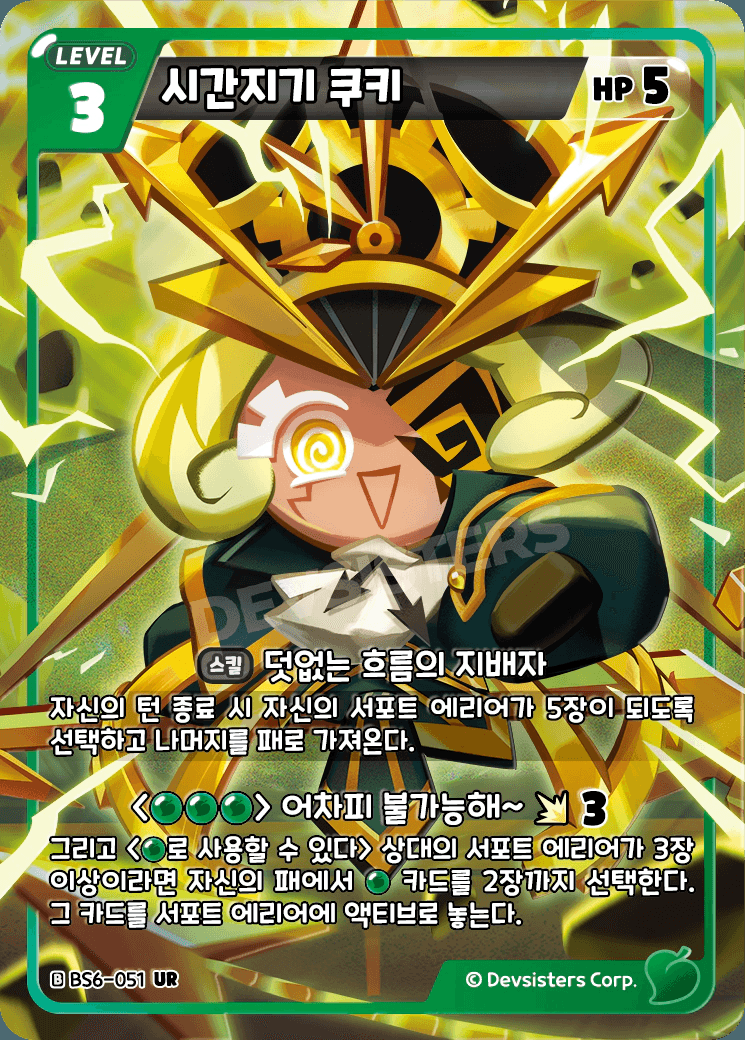 LEVEL
3
시간지기 쿠키
HP 5
DEVSISTERS
스킬 덧없는 흐름의 지배자
자신의 턴 종료 시 자신의 서포트 에리어가 5장이 되도록
선택하고 나머지를 패로 가져온다.
< > 어차피 불가능해~ 3
그리고 < 로 사용할 수 있다> 상대의 서포트 에리어가 3장
이상이라면 자신의 패에서 카드를 2장까지 선택한다.
그 카드를 서포트 에리어에 액티브로 놓는다.
B BS6-051 UR
© Devsisters Corp.